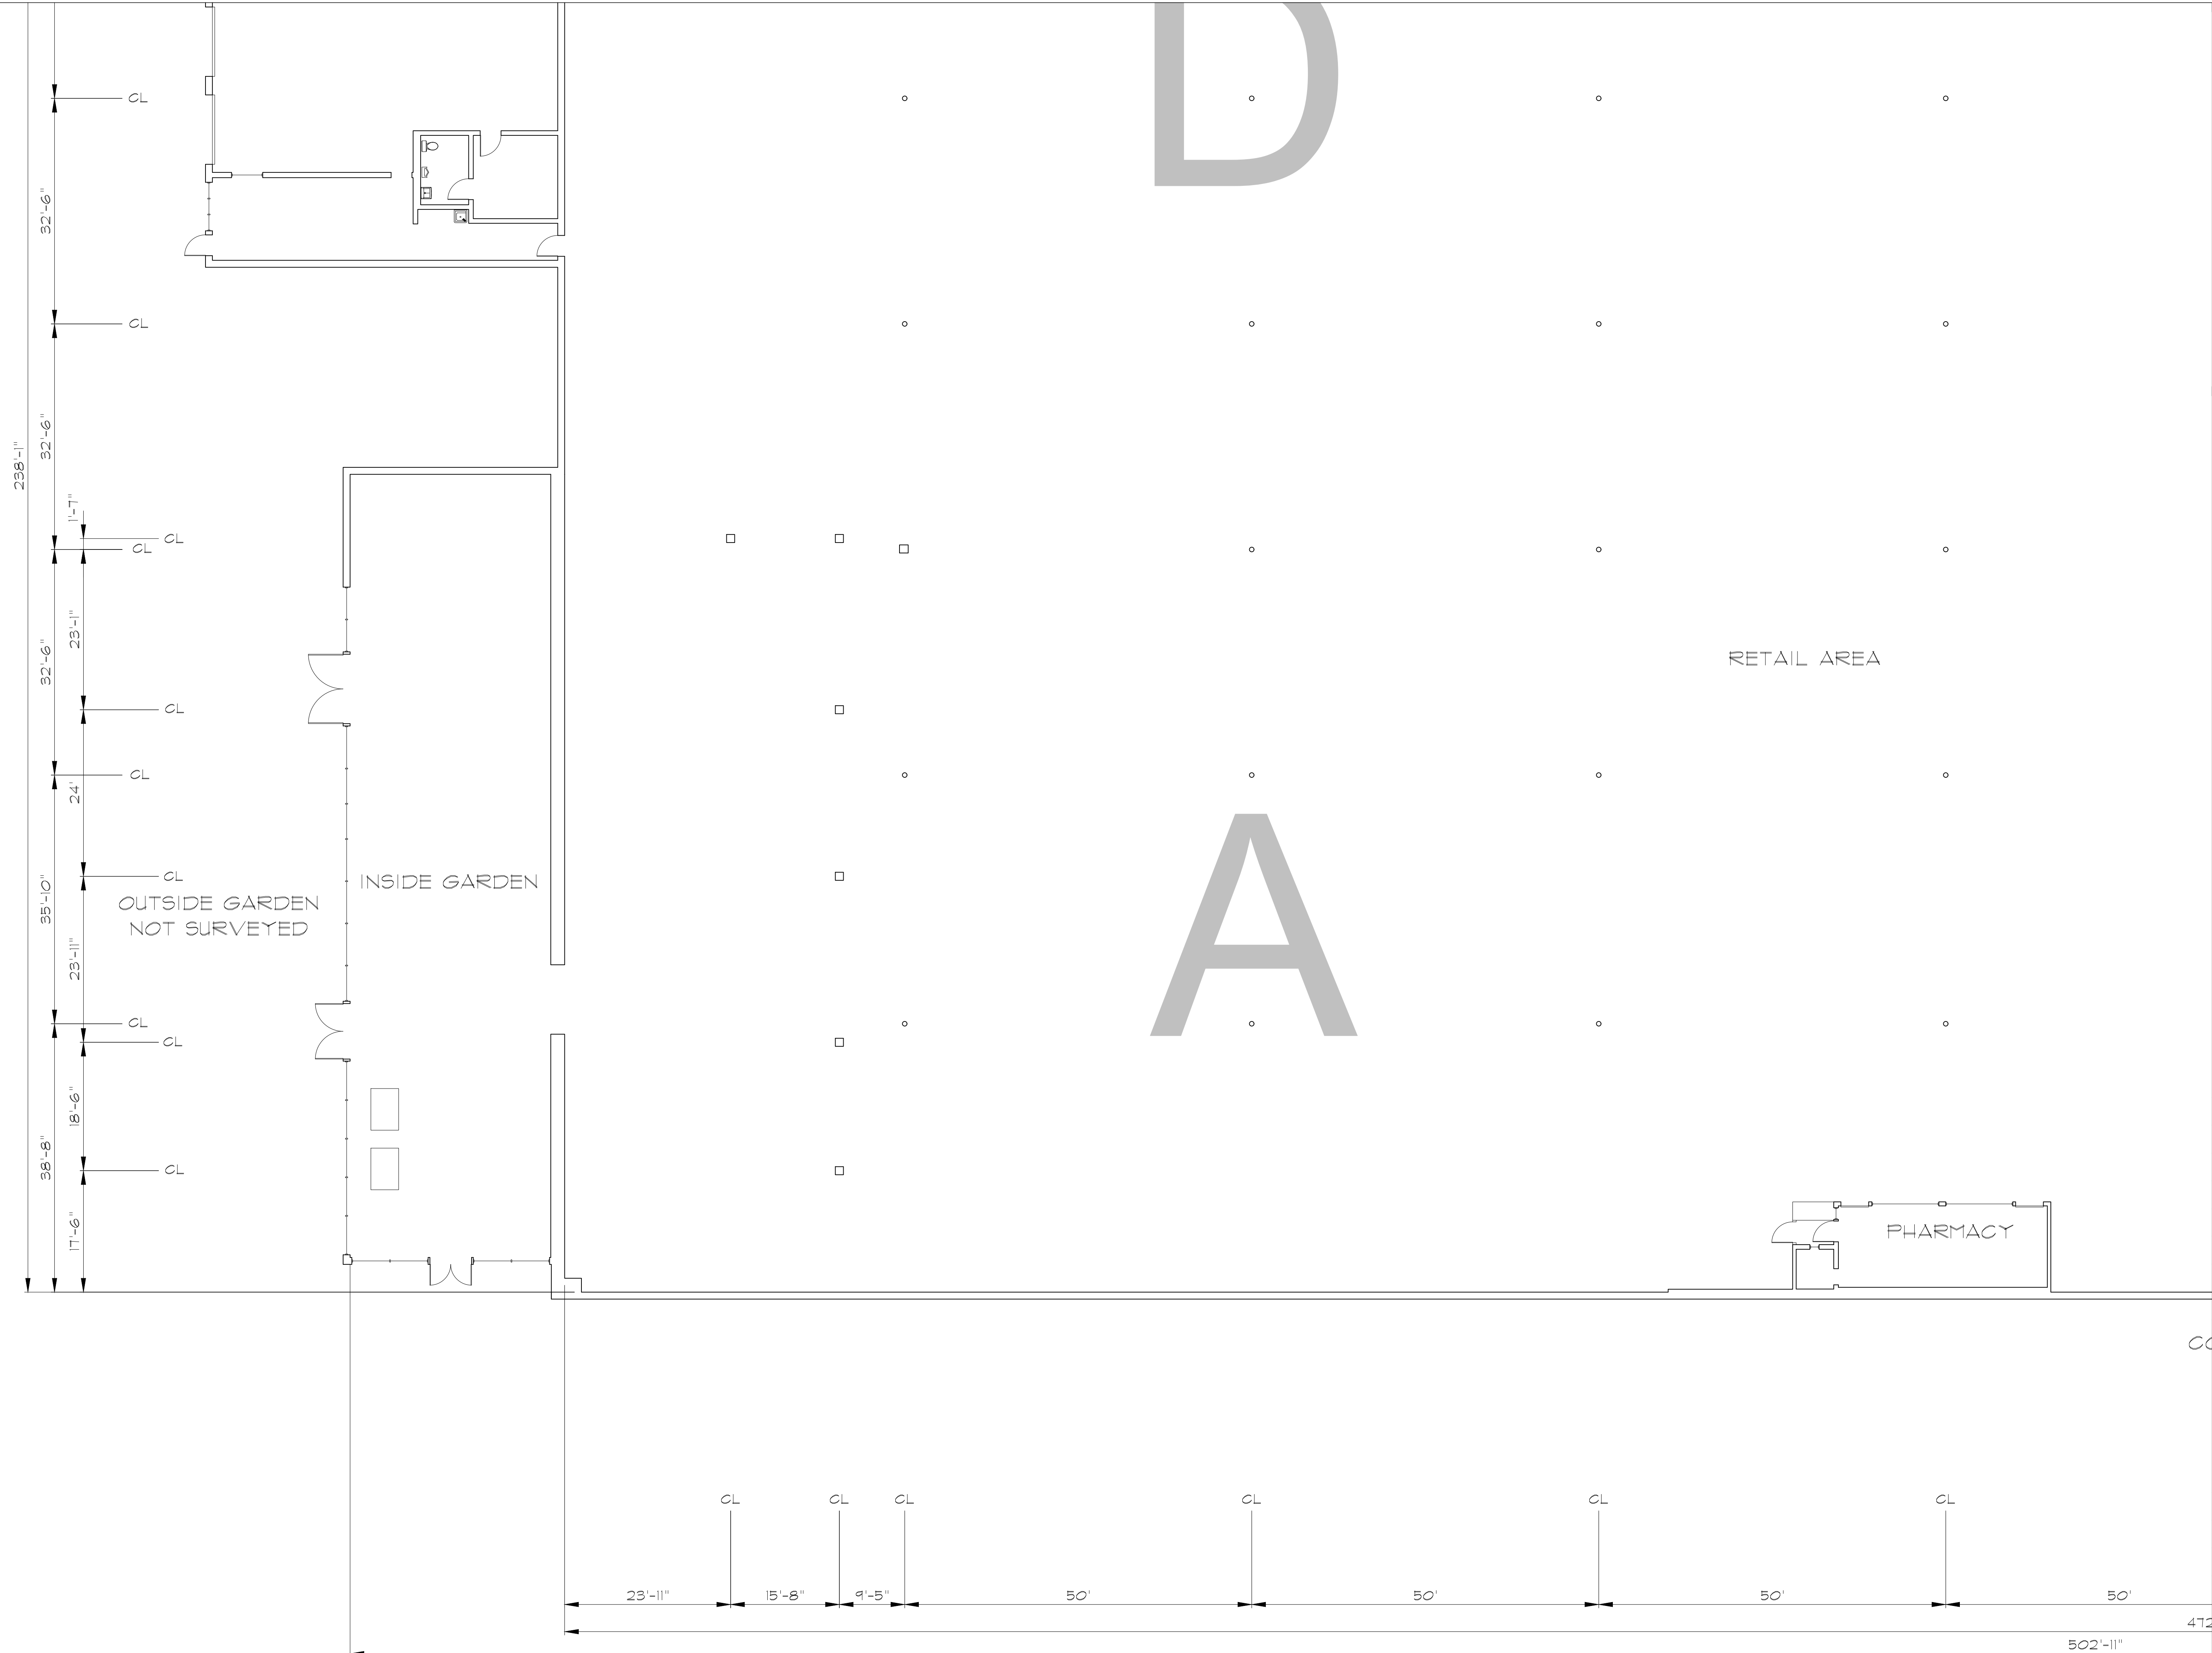 D
CL
32'-6"
CL
32'-6"
238'-1"
1'-7"
CL
CL
23'-1"
32'-6"
RETAIL AREA
CL
CL
24'
A
CL
INSIDE GARDEN
OUTSIDE GARDEN
NOT SURVEYED
35'-10"
23'-11"
CL
CL
18'-6"
38'-8"
CL
17'-6"
PHARMACY
CL CL CL CL CL CL
23'-11" 15'-8" 9'-5" 50' 50' 50' 50'
472
502'-11"